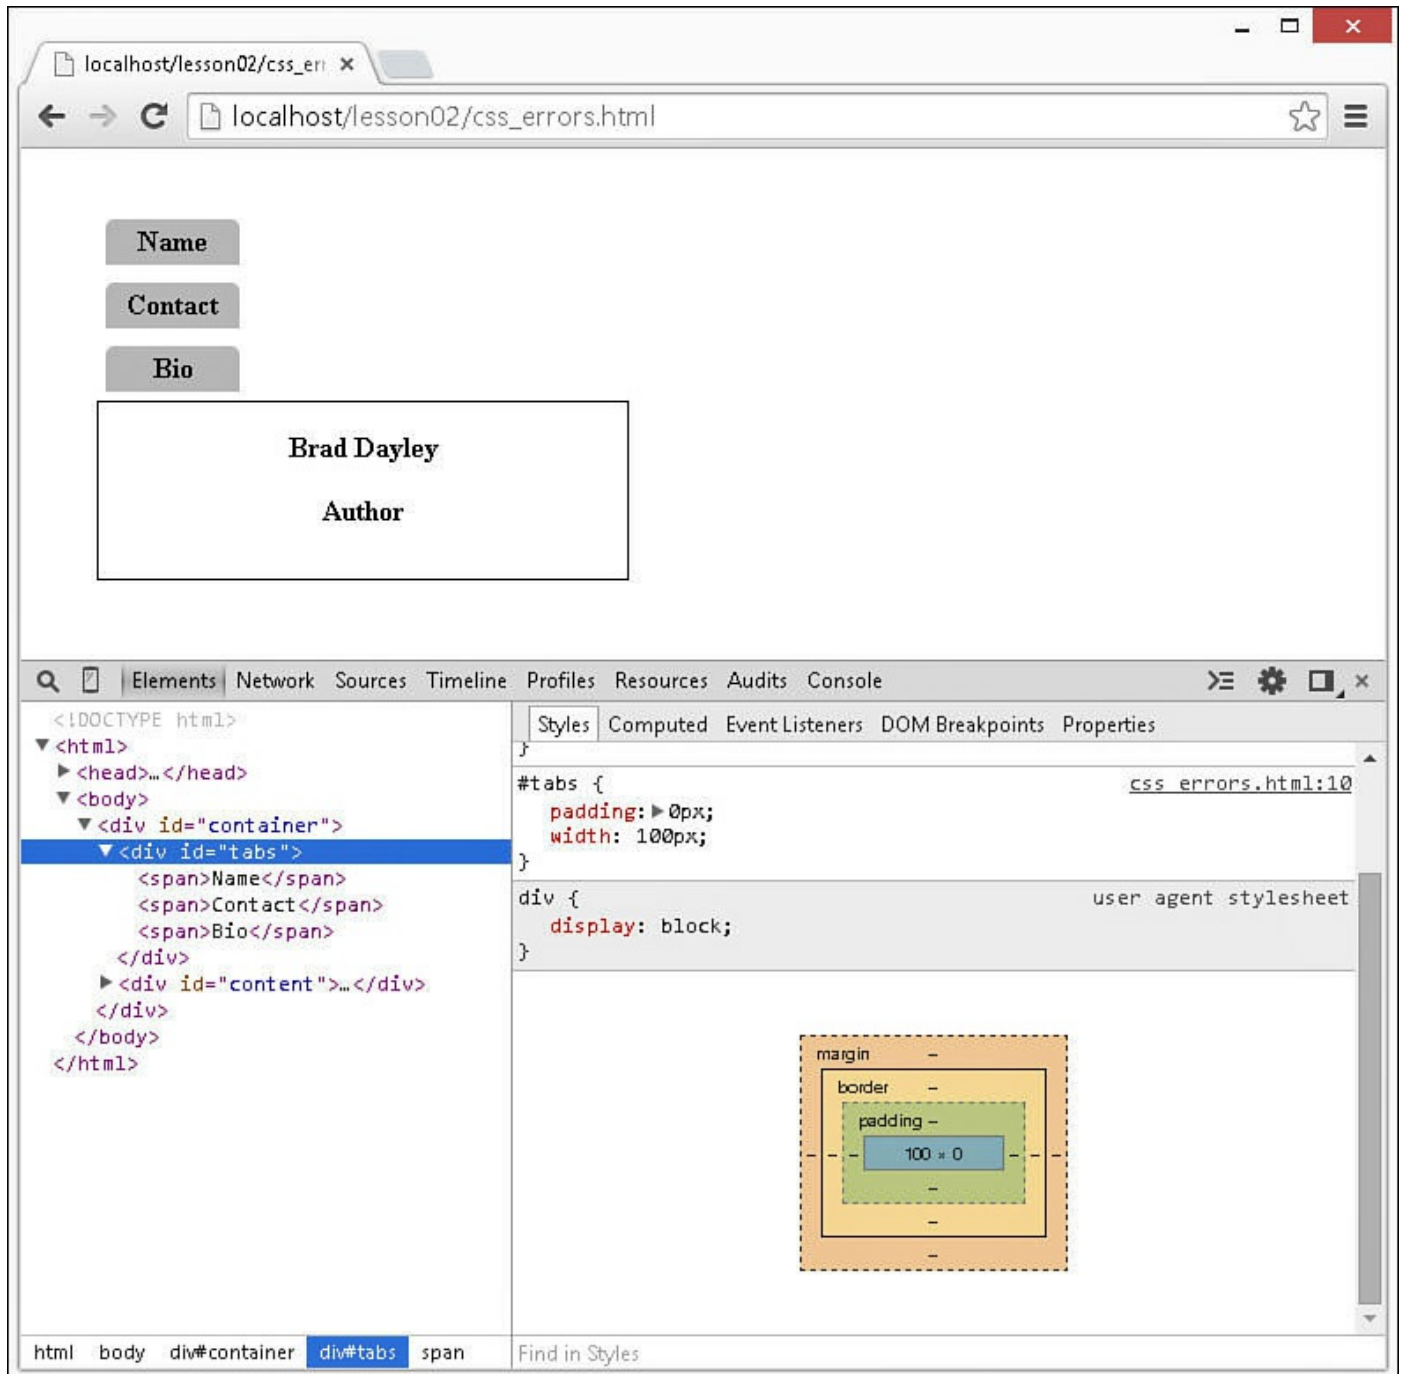 localhost/lesson02/css_err
localhost/lesson02/css_errors.html
Name
Contact
Bio
Brad Dayley
Author
Elements Network Sources Timeline Profiles Resources Audits Console
<!DOCTYPE html>
<html>
<head>…</head>
<body>
<div id="container">
<div id="tabs">
<span>Name</span>
<span>Contact</span>
<span>Bio</span>
</div>
<div id="content">…</div>
</div>
</body>
</html>
Styles Computed Event Listeners DOM Breakpoints Properties
}
#tabs { css_errors.html:10
padding: 0px;
width: 100px;
}
div { user agent stylesheet
display: block;
}
margin –
border –
padding –
– – – 100 × 0 – – –
–
–
–
html body div#container div#tabs span
Find in Styles